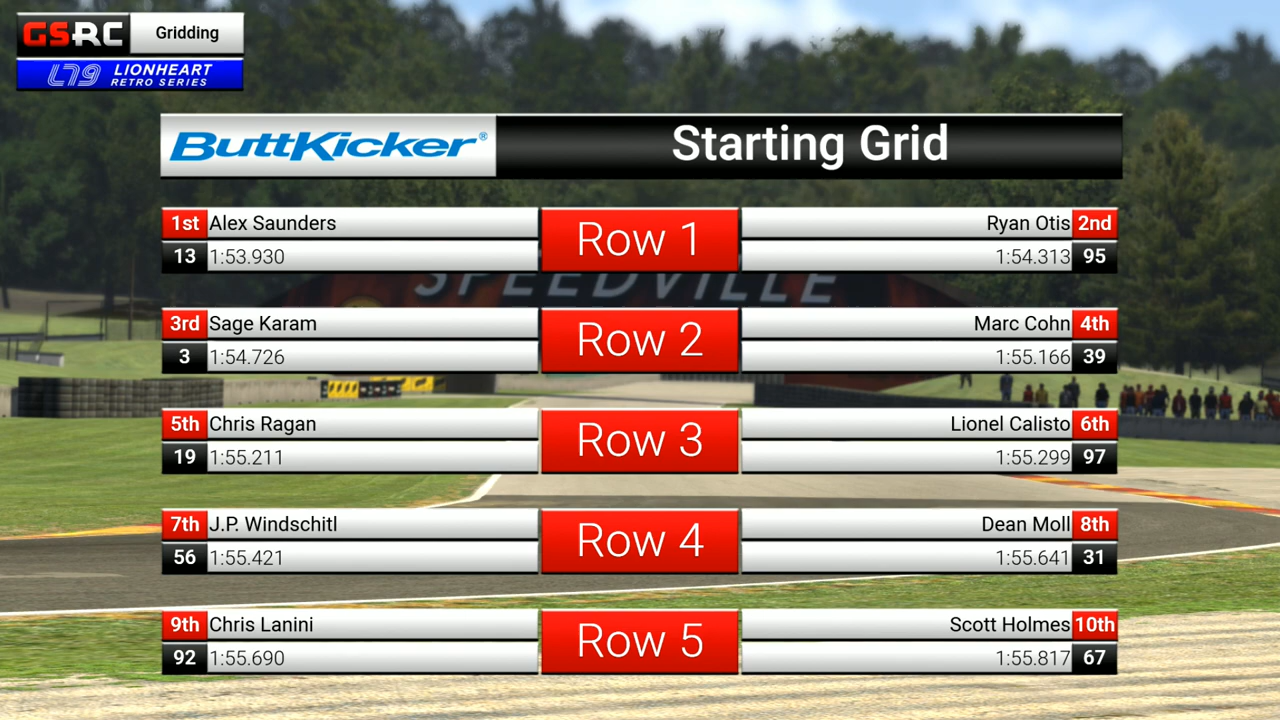 GSRC Gridding
L79 LIONHEART
RETRO SERIES
ButtKicker® Starting Grid
1st Alex Saunders Row 1 Ryan Otis 2nd
13 1:53.930 1:54.313 95
SPEEDVILLE
3rd Sage Karam Row 2 Marc Cohn 4th
3 1:54.726 1:55.166 39
5th Chris Ragan Row 3 Lionel Calisto 6th
19 1:55.211 1:55.299 97
7th J.P. Windschitl Row 4 Dean Moll 8th
56 1:55.421 1:55.641 31
9th Chris Lanini Row 5 Scott Holmes 10th
92 1:55.690 1:55.817 67